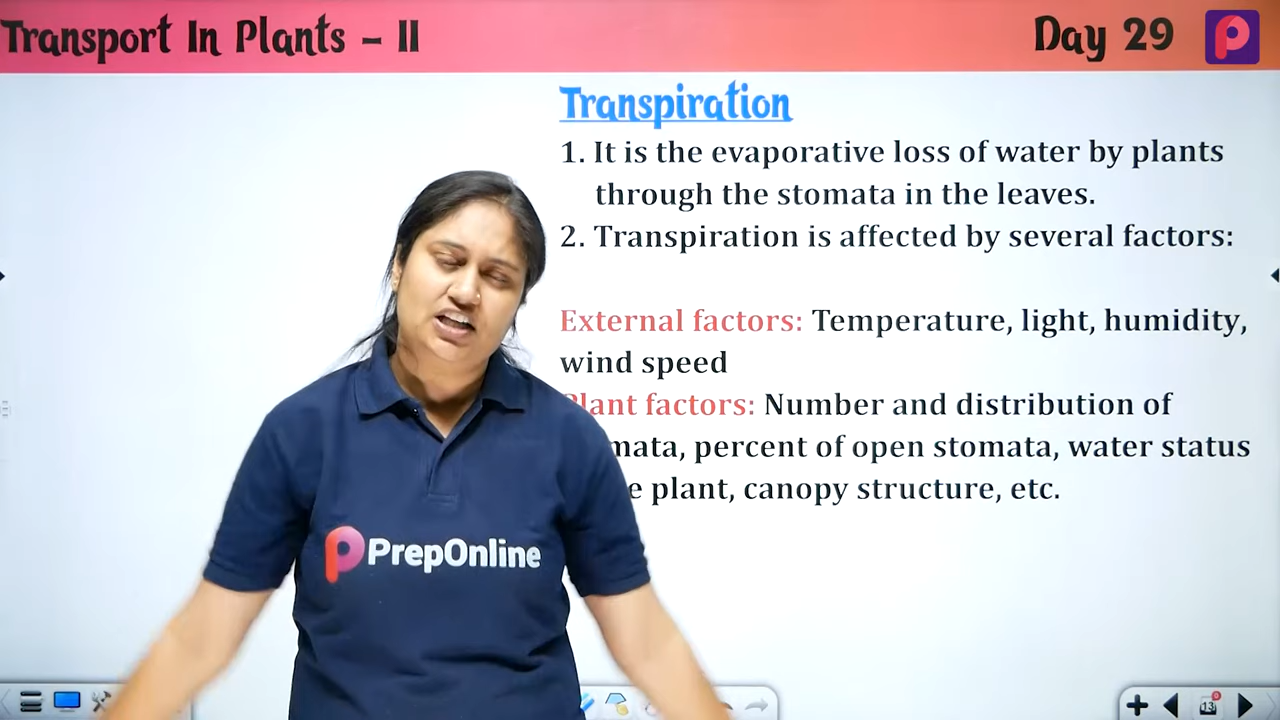 Transport In Plants - II
Day 29
Transpiration
1. It is the evaporative loss of water by plants
through the stomata in the leaves.
2. Transpiration is affected by several factors:
External factors: Temperature, light, humidity,
wind speed
Plant factors: Number and distribution of
mata, percent of open stomata, water status
e plant, canopy structure, etc.
PrepOnline
13